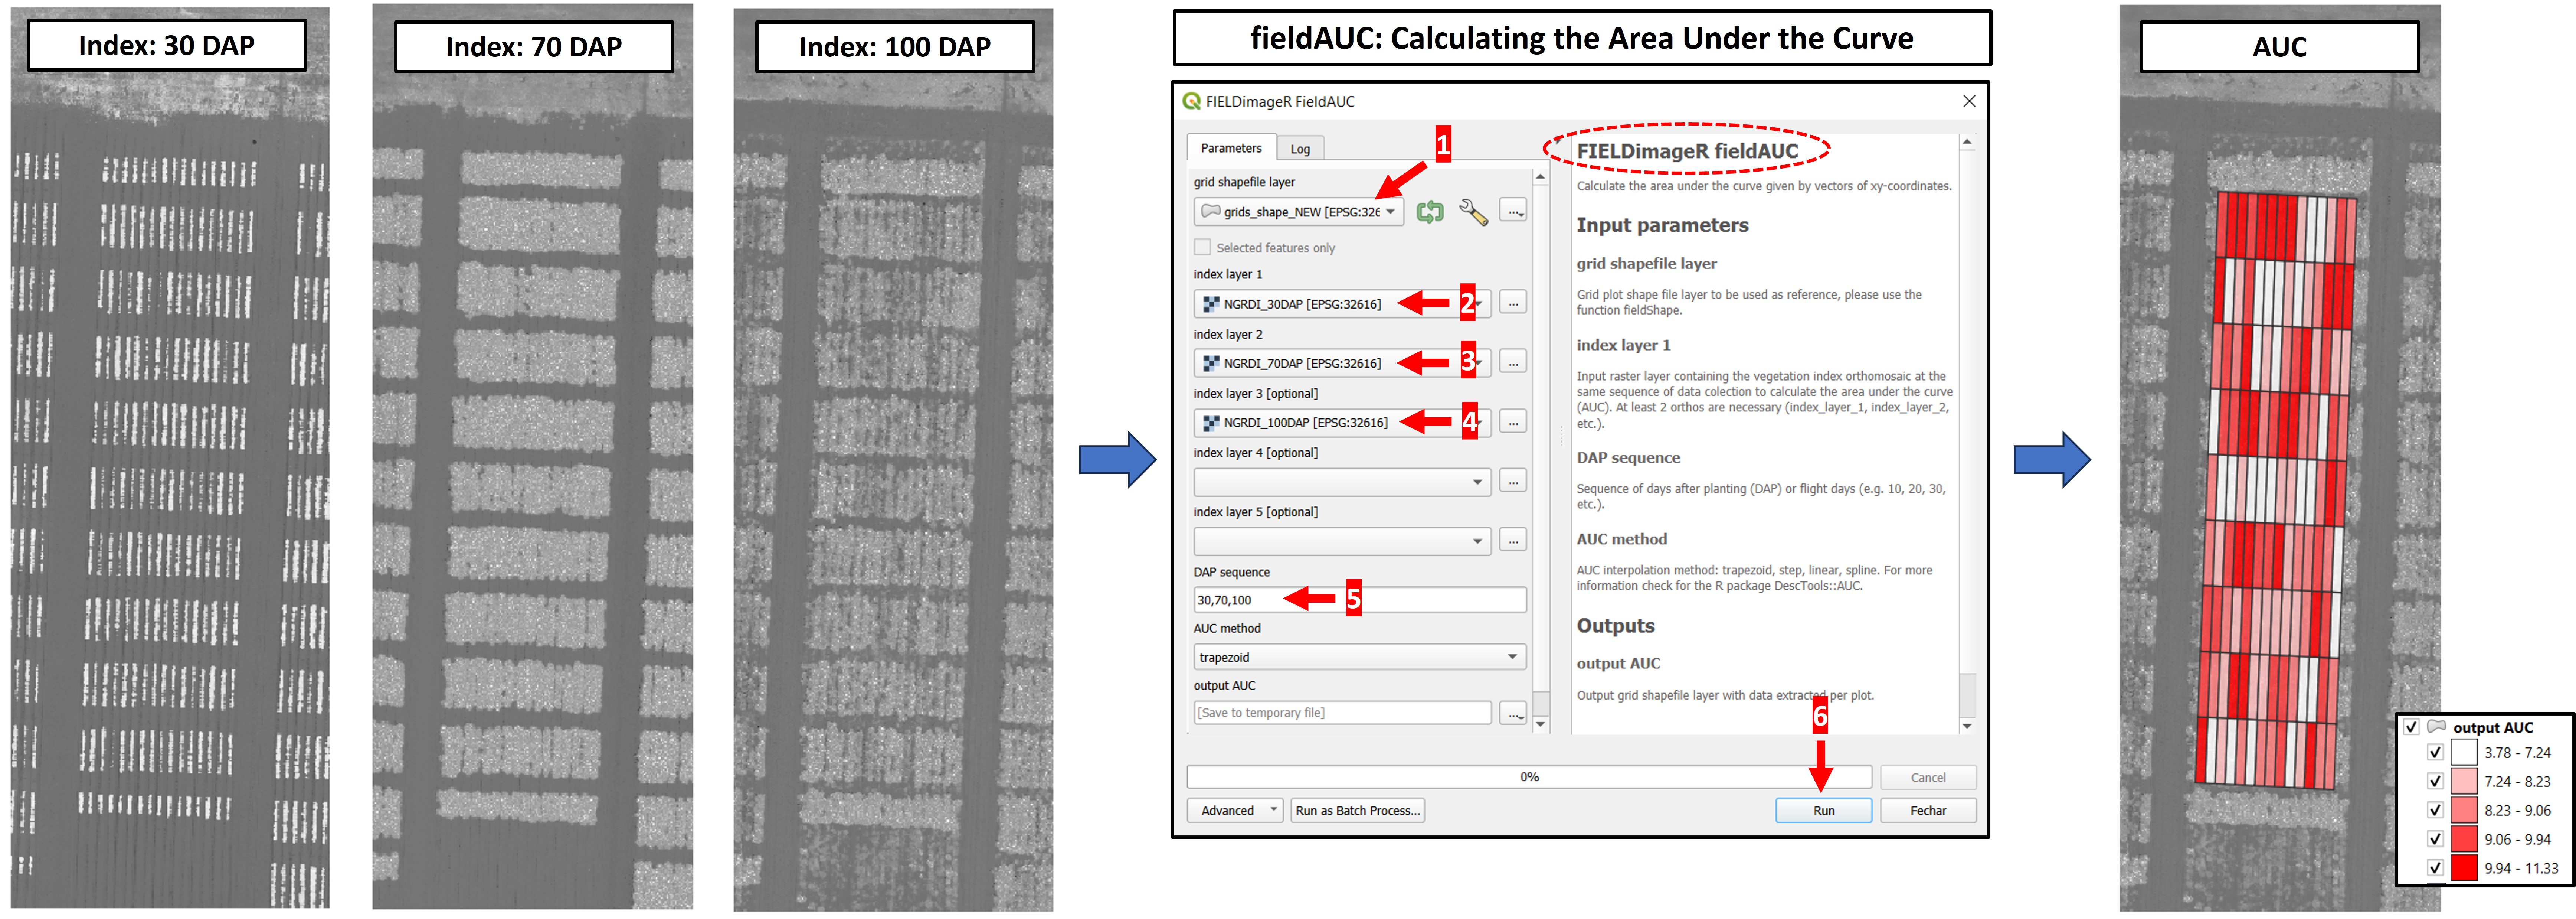 Index: 30 DAP
Index: 70 DAP
Index: 100 DAP
fieldAUC: Calculating the Area Under the Curve
AUC
FIELDimageR FieldAUC
Parameters
Log
1
grid shapefile layer
grids_shape_NEW [EPSG:326
...
Selected features only
index layer 1
NGRDI_30DAP [EPSG:32616]
2
...
index layer 2
NGRDI_70DAP [EPSG:32616]
3
...
index layer 3 [optional]
NGRDI_100DAP [EPSG:32616]
4
...
index layer 4 [optional]
...
index layer 5 [optional]
...
DAP sequence
30,70,100
5
AUC method
trapezoid
output AUC
[Save to temporary file]
...
FIELDimageR fieldAUC
Calculate the area under the curve given by vectors of xy-coordinates.
Input parameters
grid shapefile layer
Grid plot shape file layer to be used as reference, please use the
function fieldShape.
index layer 1
Input raster layer containing the vegetation index orthomosaic at the
same sequence of data colection to calculate the area under the curve
(AUC). At least 2 orthos are necessary (index_layer_1, index_layer_2,
etc.).
DAP sequence
Sequence of days after planting (DAP) or flight days (e.g. 10, 20, 30,
etc.).
AUC method
AUC interpolation method: trapezoid, step, linear, spline. For more
information check for the R package DescTools::AUC.
Outputs
output AUC
Output grid shapefile layer with data extracted per plot.
6
0%
Cancel
Advanced
Run as Batch Process...
Run
Fechar
output AUC
3.78 - 7.24
7.24 - 8.23
8.23 - 9.06
9.06 - 9.94
9.94 - 11.33